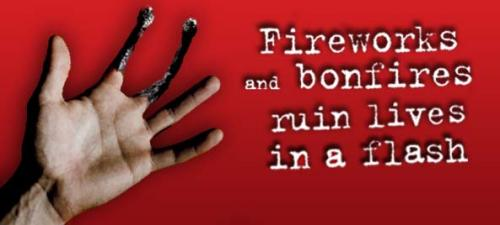 Fireworks
and bonfires
ruin lives
in a flash